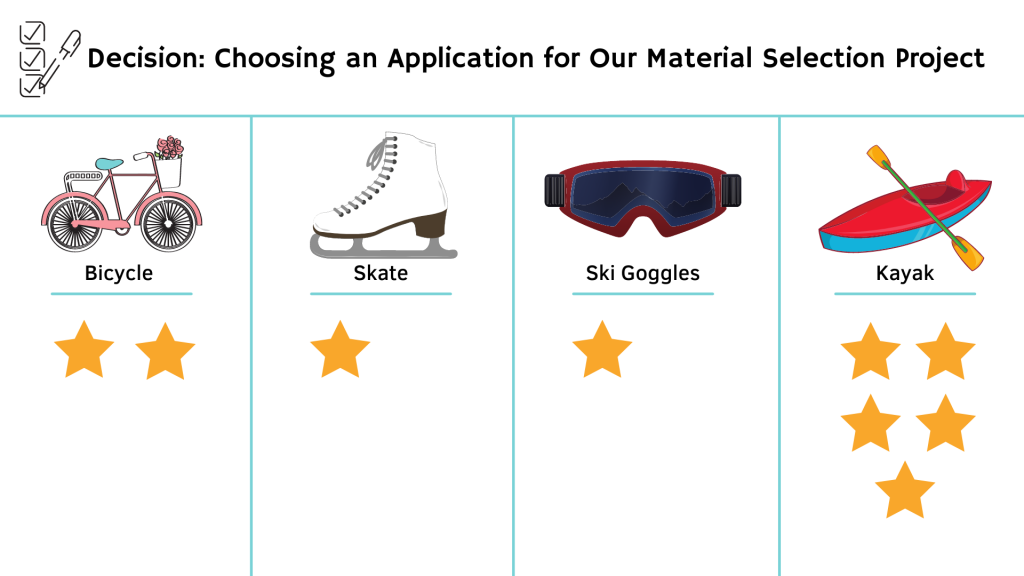 Decision: Choosing an Application for Our Material Selection Project
Bicycle
Skate
Ski Goggles
Kayak